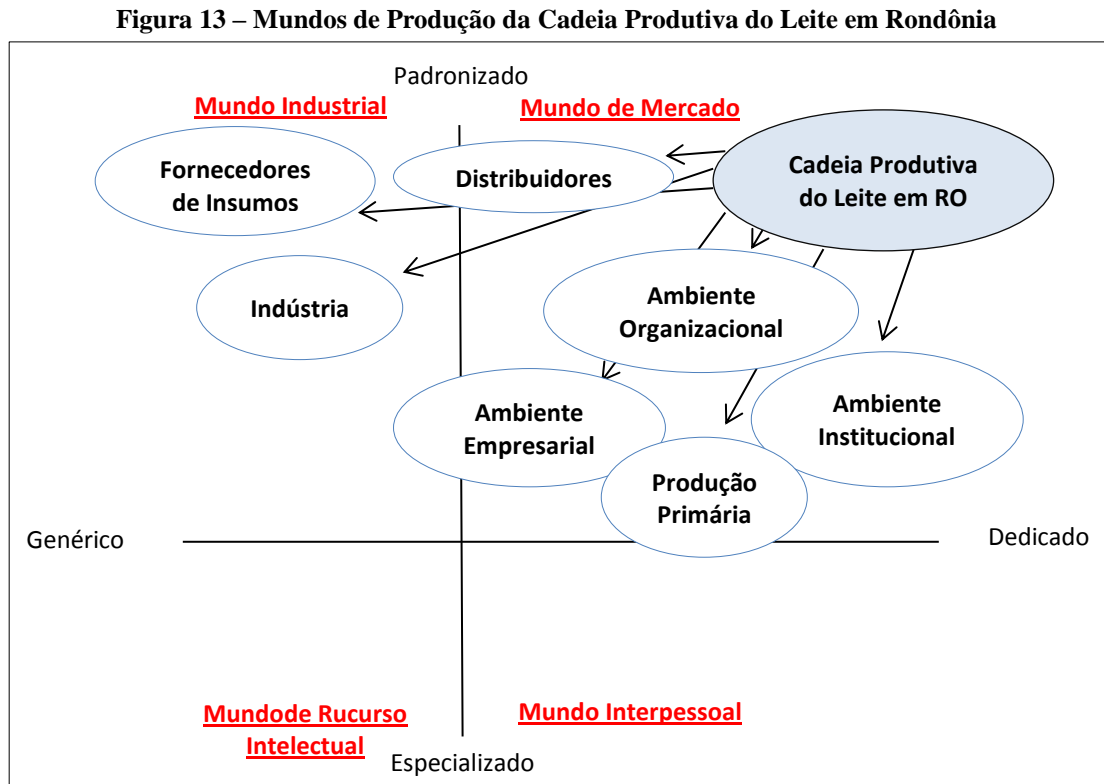 Figura 13 – Mundos de Produção da Cadeia Produtiva do Leite em Rondônia
Padronizado
Mundo Industrial
Mundo de Mercado
Fornecedores
de Insumos
Distribuidores
Cadeia Produtiva
do Leite em RO
Indústria
Ambiente
Organizacional
Ambiente
Empresarial
Ambiente
Institucional
Produção
Primária
Genérico
Dedicado
Mundode Rucurso
Intelectual
Mundo Interpessoal
Especializado